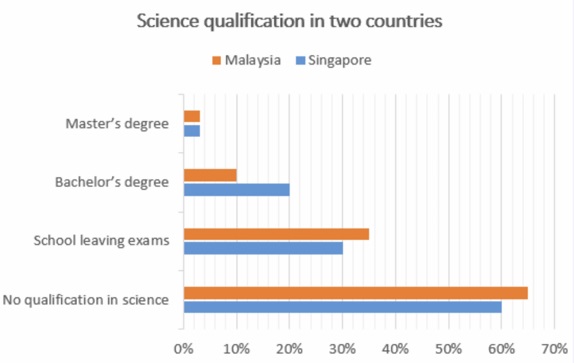 Science qualification in two countries
Malaysia Singapore
Master's degree
Bachelor's degree
School leaving exams
No qualification in science
0% 10% 20% 30% 40% 50% 60% 70%